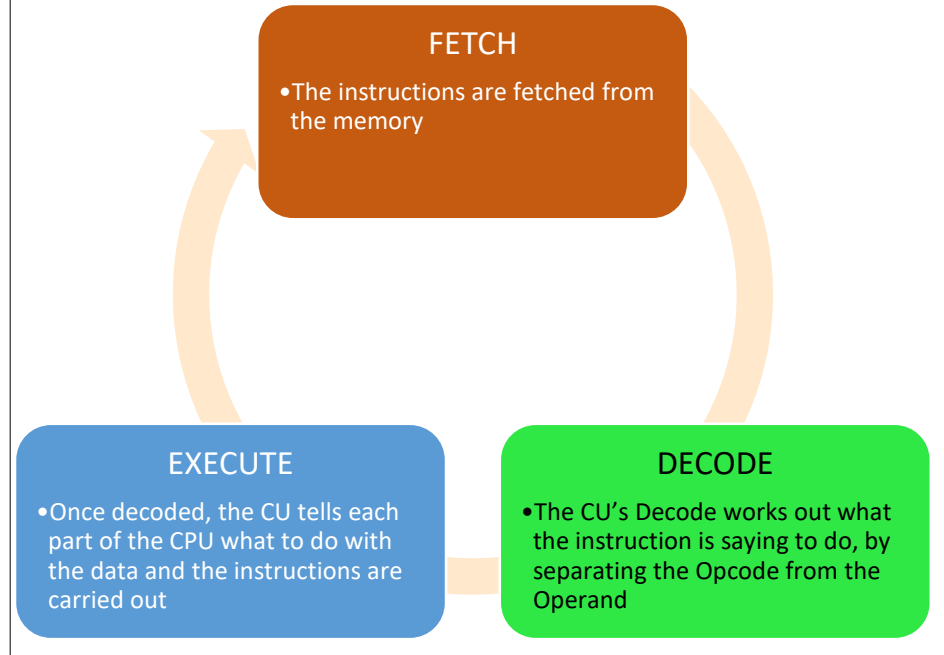 FETCH
•The instructions are fetched from
the memory
EXECUTE
•Once decoded, the CU tells each
part of the CPU what to do with
the data and the instructions are
carried out
DECODE
•The CU’s Decode works out what
the instruction is saying to do, by
separating the Opcode from the
Operand